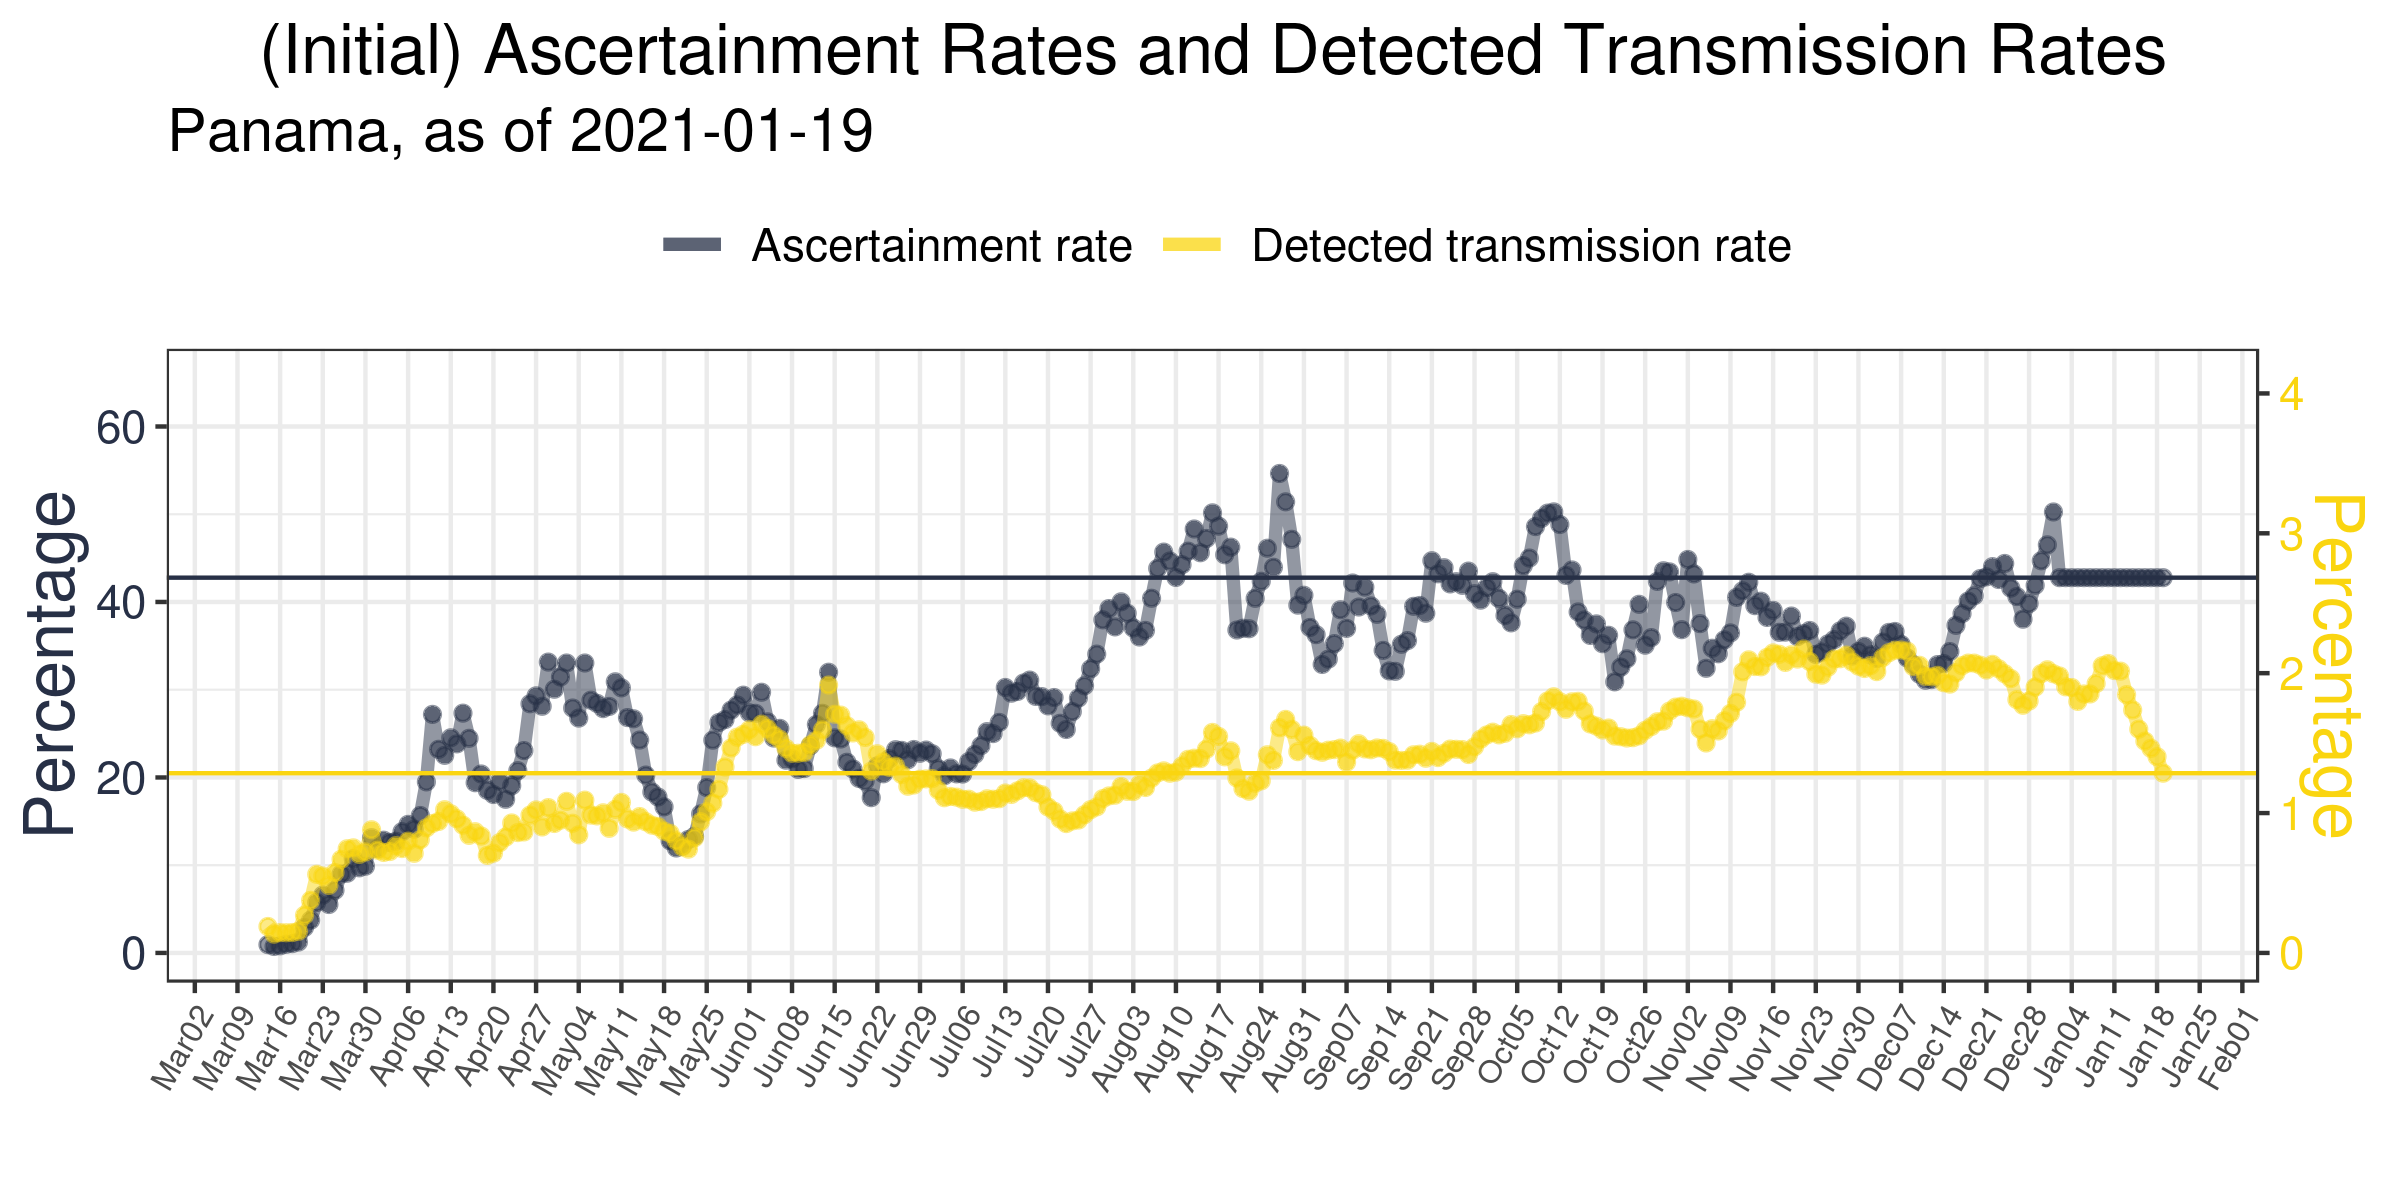 (Initial) Ascertainment Rates and Detected Transmission Rates
Panama, as of 2021-01-19
Ascertainment rate
Detected transmission rate
Percentage
60
40
20
0
4
3
2
1
0
Percentage
Mar02
Mar09
Mar16
Mar23
Mar30
Apr06
Apr13
Apr20
Apr27
May04
May11
May18
May25
Jun01
Jun08
Jun15
Jun22
Jun29
Jul06
Jul13
Jul20
Jul27
Aug03
Aug10
Aug17
Aug24
Aug31
Sep07
Sep14
Sep21
Sep28
Oct05
Oct12
Oct19
Oct26
Nov02
Nov09
Nov16
Nov23
Nov30
Dec07
Dec14
Dec21
Dec28
Jan04
Jan11
Jan18
Jan25
Feb01